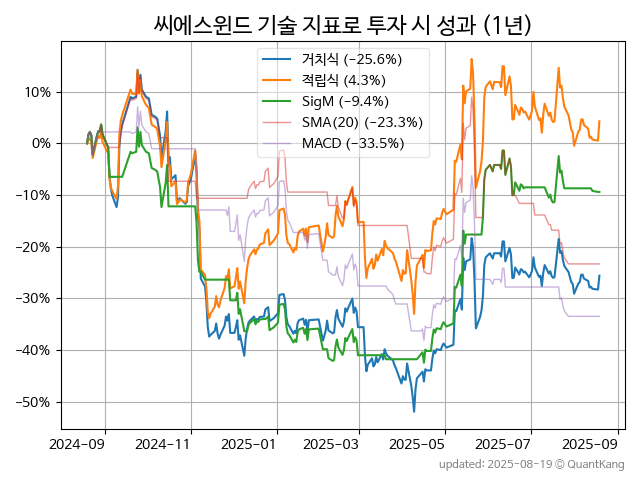 씨에스윈드 기술 지표로 투자 시 성과 (1년)
거치식 (−25.6%)
적립식 (4.3%)
SigM (−9.4%)
SMA(20) (−23.3%)
MACD (−33.5%)
10%
0%
−10%
−20%
−30%
−40%
−50%
2024-09 2024-11 2025-01 2025-03 2025-05 2025-07 2025-09
updated: 2025-08-19 © QuantKang